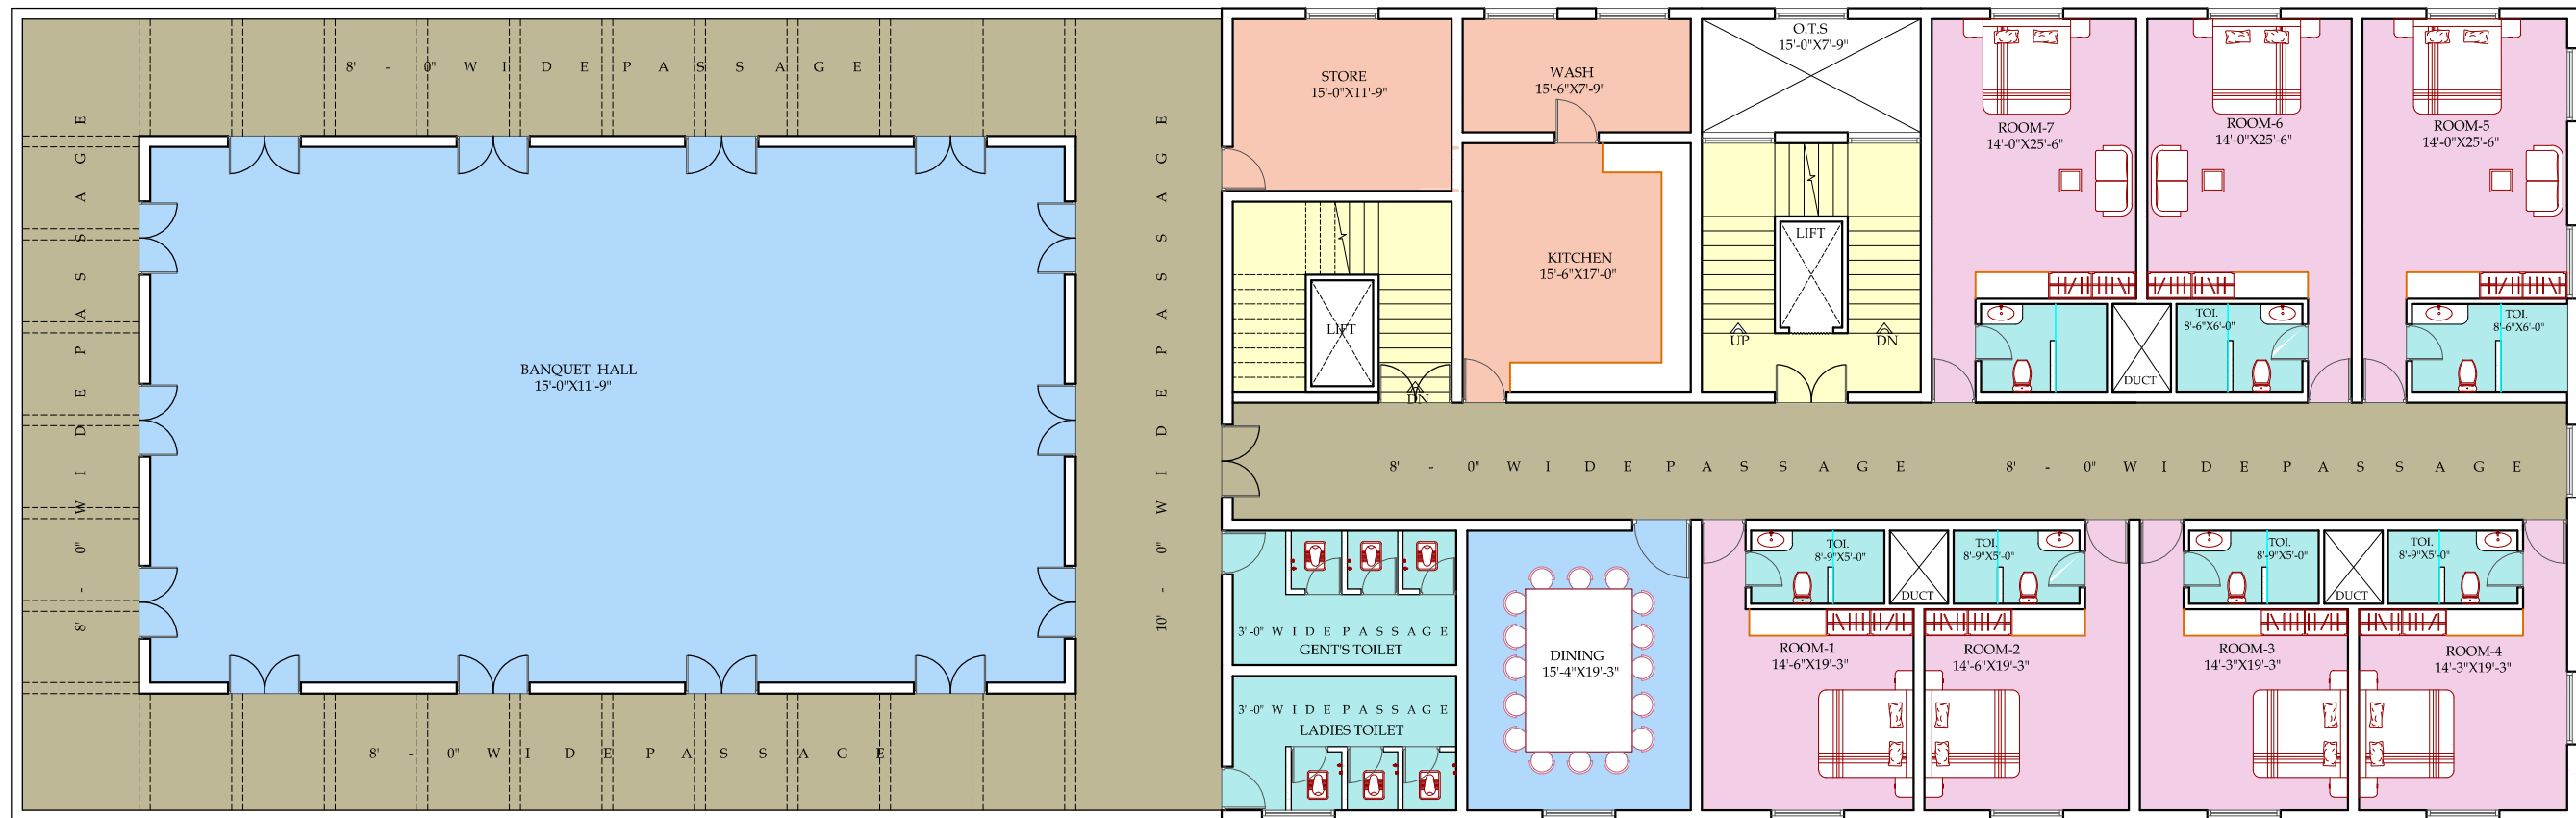 8' - 0" W I D E P A S S A G E
8' - 0" W I D E P A S S A G E
BANQUET HALL
15'-0"X11'-9"
8' - 0" W I D E P A S S A G E
10' - 0" W I D E P A S S A G E
STORE
15'-0"X11'-9"
WASH
15'-6"X7'-9"
O.T.S
15'-0"X7'-9"
KITCHEN
15'-6"X17'-0"
LIFT
DN
LIFT
UP
DN
ROOM-7
14'-0"X25'-6"
ROOM-6
14'-0"X25'-6"
ROOM-5
14'-0"X25'-6"
DUCT
TOI.
8'-6"X6'-0"
TOI.
8'-6"X6'-0"
8' - 0" W I D E P A S S A G E
8' - 0" W I D E P A S S A G E
3'-0" W I D E P A S S A G E
GENT'S TOILET
3'-0" W I D E P A S S A G E
LADIES TOILET
DINING
15'-4"X19'-3"
TOI.
8'-9"X5'-0"
DUCT
TOI.
8'-9"X5'-0"
TOI.
8'-9"X5'-0"
DUCT
TOI.
8'-9"X5'-0"
ROOM-1
14'-6"X19'-3"
ROOM-2
14'-6"X19'-3"
ROOM-3
14'-3"X19'-3"
ROOM-4
14'-3"X19'-3"